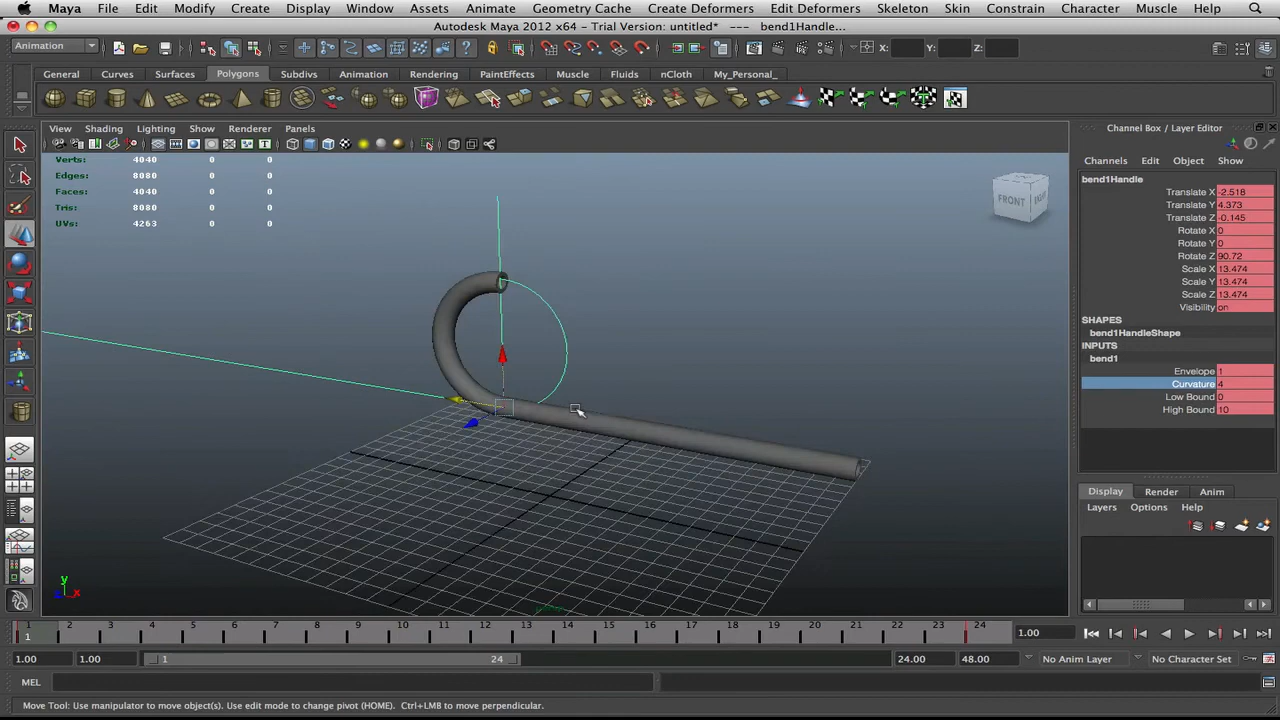 Maya File Edit Modify Create Display Window Assets Animate Geometry Cache Create Deformers Edit Deformers Skeleton Skin Constrain Character Muscle Help
Autodesk Maya 2012 x64 - Trial Version: untitled* --- bend1Handle...
Animation X: Y: Z:
General Curves Surfaces Polygons Subdivs Animation Rendering PaintEffects Muscle Fluids nCloth My_Personal_
View Shading Lighting Show Renderer Panels
Channel Box / Layer Editor
Verts: 4040 0 0
Edges: 8080 0 0
Faces: 4040 0 0
Tris: 8080 0 0
UVs: 4263 0 0
FRONT
Channels Edit Object Show
bend1Handle
Translate X -2.518
Translate Y 4.373
Translate Z -0.145
Rotate X 0
Rotate Y 0
Rotate Z 90.72
Scale X 13.474
Scale Y 13.474
Scale Z 13.474
Visibility on
SHAPES
bend1HandleShape
INPUTS
bend1
Envelope 1
Curvature 4
Low Bound 0
High Bound 10
Display Render Anim
Layers Options Help
y
x
1 2 3 4 5 6 7 8 9 10 11 12 13 14 15 16 17 18 19 20 21 22 23 24
1
1.00
1.00 1.00 1 24 24.00 48.00 No Anim Layer No Character Set
MEL
Move Tool: Use manipulator to move object(s). Use edit mode to change pivot (HOME). Ctrl+LMB to move perpendicular.